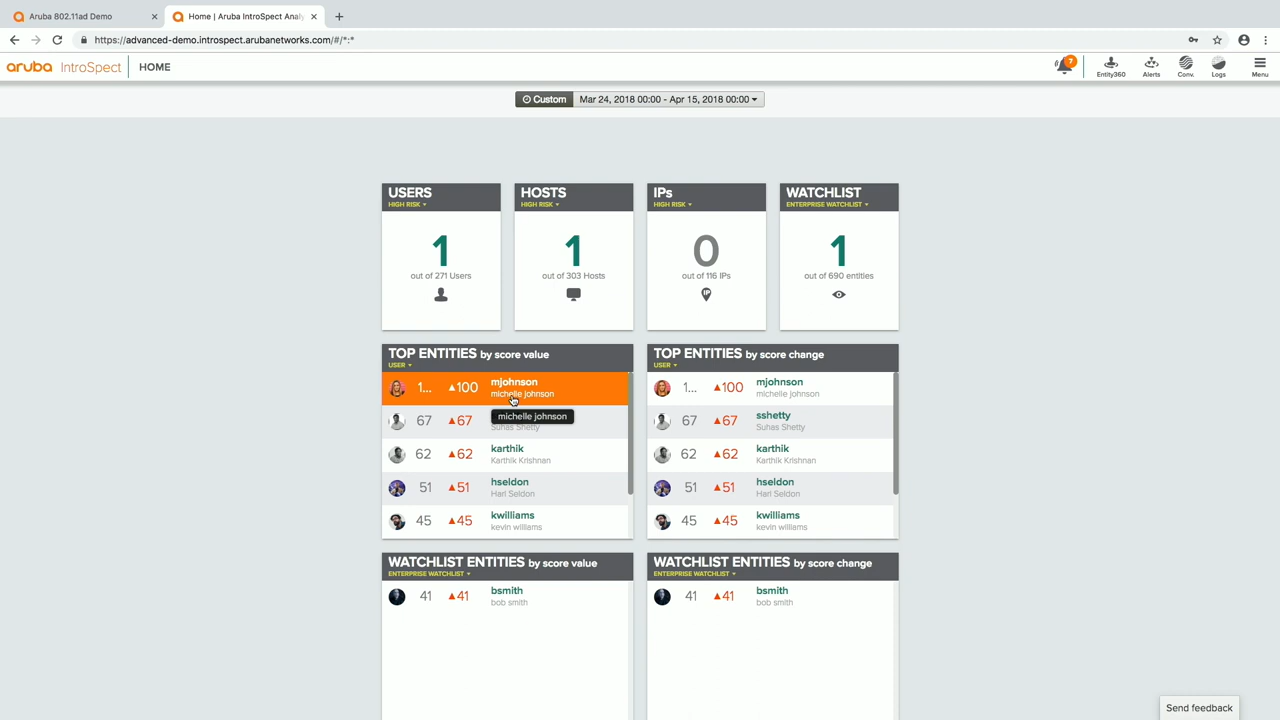 Aruba 802.11ad Demo
Home | Aruba IntroSpect Analy
https://advanced-demo.introspect.arubanetworks.com/#/*:*
aruba IntroSpect HOME
7
Entity360 Alerts Conv. Logs Menu
Custom Mar 24, 2018 00:00 - Apr 15, 2018 00:00
USERS
HIGH RISK
1
out of 271 Users
HOSTS
HIGH RISK
1
out of 303 Hosts
IPs
HIGH RISK
0
out of 116 IPs
IP
WATCHLIST
ENTERPRISE WATCHLIST
1
out of 690 entities
TOP ENTITIES by score value
USER
1... ▲100 mjohnson
michelle johnson
michelle johnson
67 ▲67
Suhas Shetty
62 ▲62 karthik
Karthik Krishnan
51 ▲51 hseldon
Hari Seldon
45 ▲45 kwilliams
kevin williams
TOP ENTITIES by score change
USER
1... ▲100 mjohnson
michelle johnson
67 ▲67 sshetty
Suhas Shetty
62 ▲62 karthik
Karthik Krishnan
51 ▲51 hseldon
Hari Seldon
45 ▲45 kwilliams
kevin williams
WATCHLIST ENTITIES by score value
ENTERPRISE WATCHLIST
41 ▲41 bsmith
bob smith
WATCHLIST ENTITIES by score change
ENTERPRISE WATCHLIST
41 ▲41 bsmith
bob smith
Send feedback